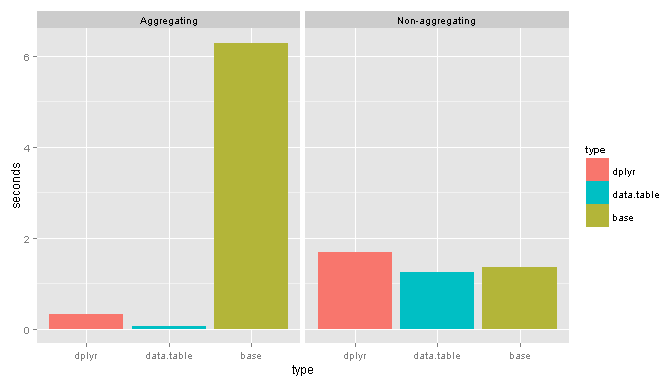 Aggregating
Non-aggregating
seconds
6
4
2
0
dplyr
data.table
base
dplyr
data.table
base
type
type
dplyr
data.table
base